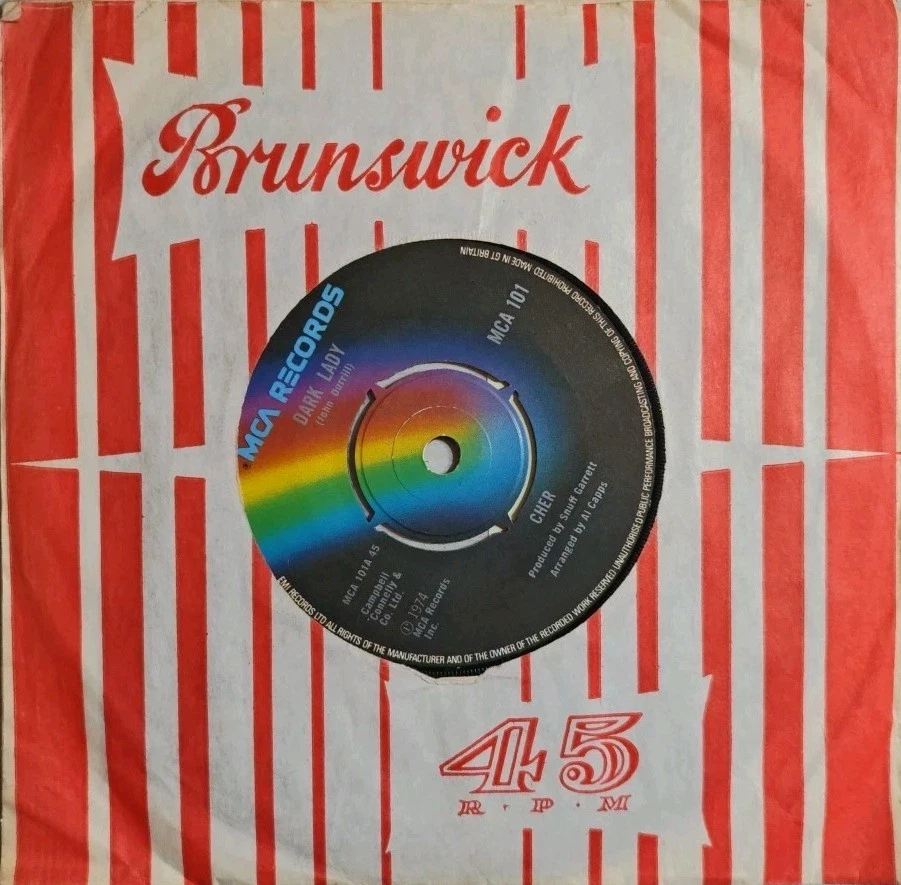 Brunswick
MCA RECORDS
DARK LADY
(John Durrill)
MCA 101
MCA 101A 45
Campbell
Connelly &
Co. Ltd.
Ⓟ 1974
MCA Records
Inc.
CHER
Produced by Snuff Garrett
Arranged by Al Capps
EMI RECORDS LTD ALL RIGHTS OF THE MANUFACTURER AND OF THE OWNER OF THE RECORDED WORK RESERVED UNAUTHORISED PUBLIC PERFORMANCE BROADCASTING AND COPYING OF THIS RECORD PROHIBITED MADE IN GT BRITAIN
45
R·P·M